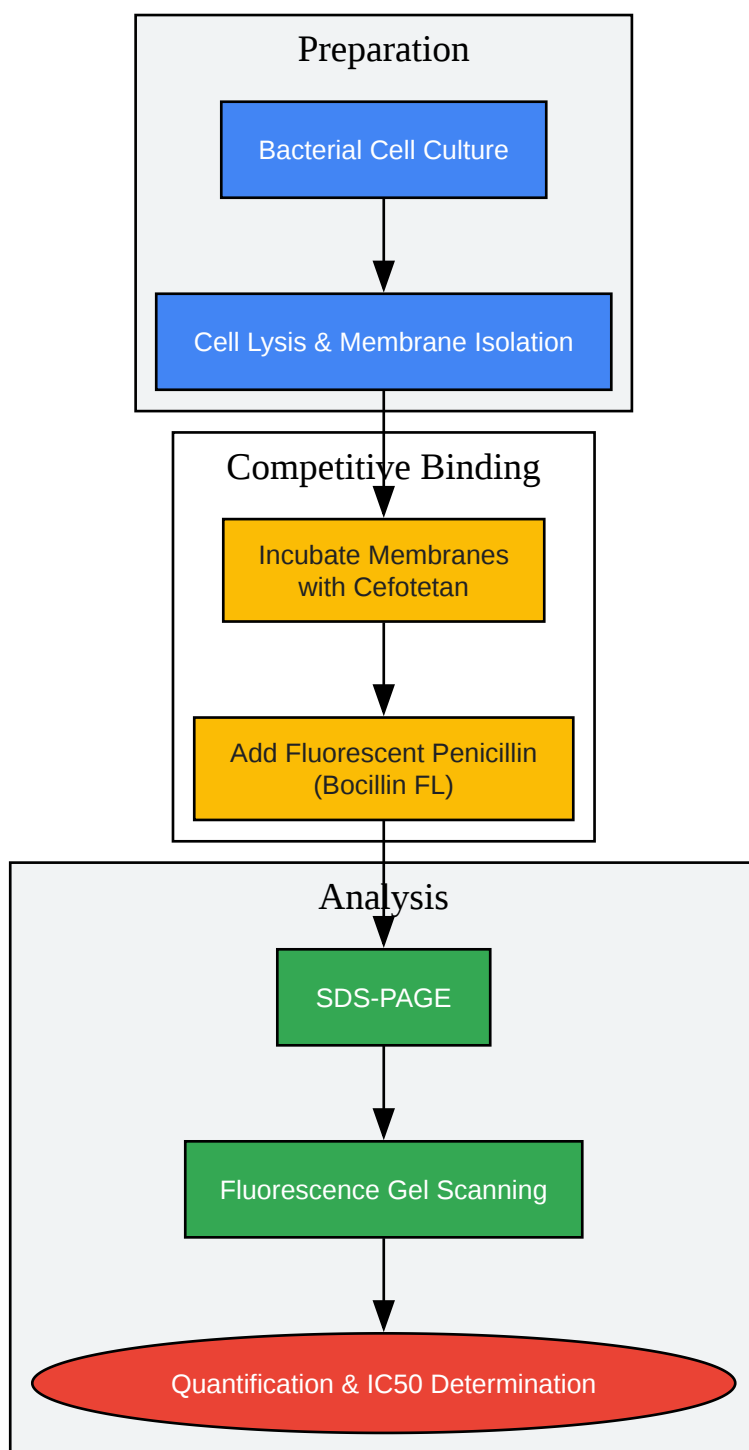 Preparation
Bacterial Cell Culture
Cell Lysis & Membrane Isolation
Competitive Binding
Incubate Membranes
with Cefotetan
Add Fluorescent Penicillin
(Bocillin FL)
Analysis
SDS-PAGE
Fluorescence Gel Scanning
Quantification & IC50 Determination